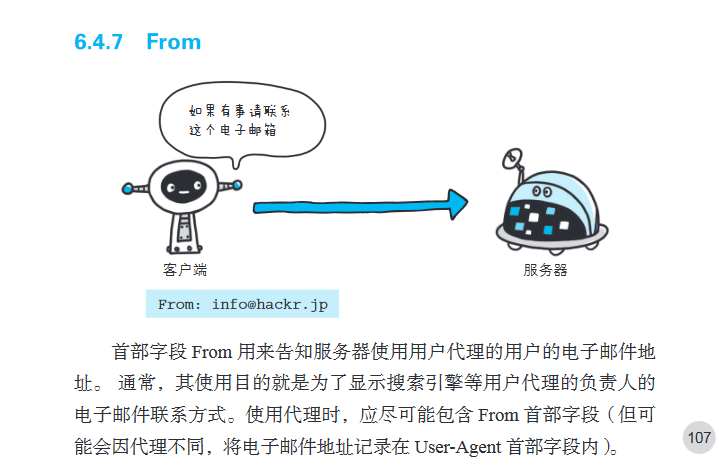 6.4.7 From
如果有事请联系
这个电子邮箱
客户端
服务器
From: info@hackr.jp
首部字段 From 用来告知服务器使用用户代理的用户的电子邮件地
址。 通常，其使用目的就是为了显示搜索引擎等用户代理的负责人的
电子邮件联系方式。使用代理时，应尽可能包含 From 首部字段（但可
能会因代理不同，将电子邮件地址记录在 User-Agent 首部字段内）。
107